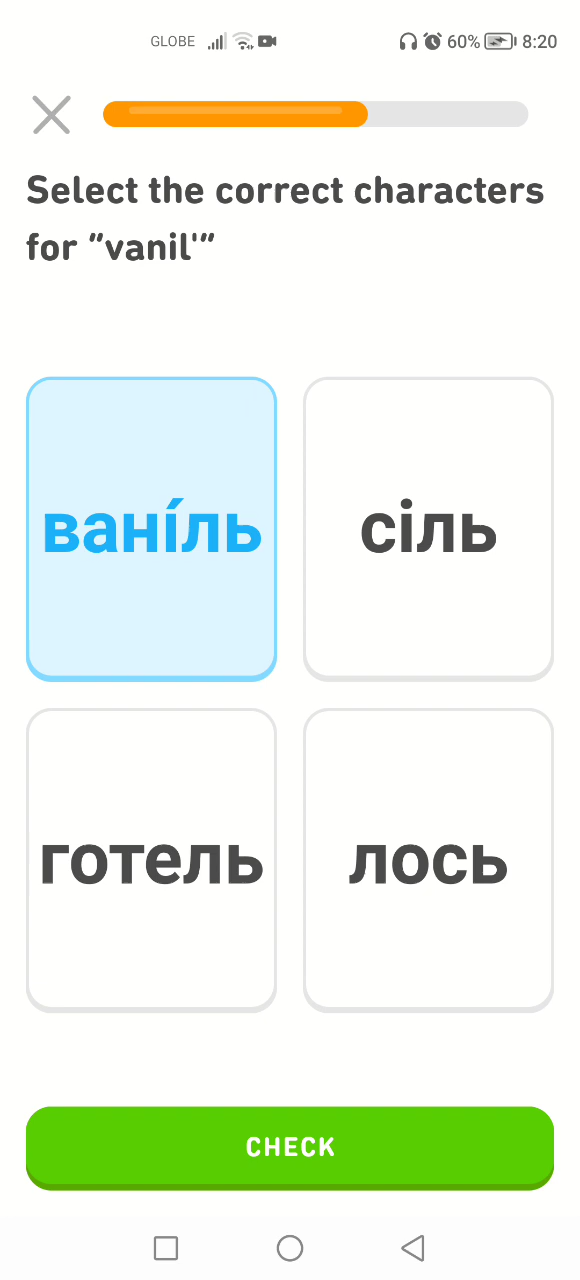 GLOBE 60% 8:20
Select the correct characters
for "vanil'"
вані́ль
сіль
готель
лось
CHECK